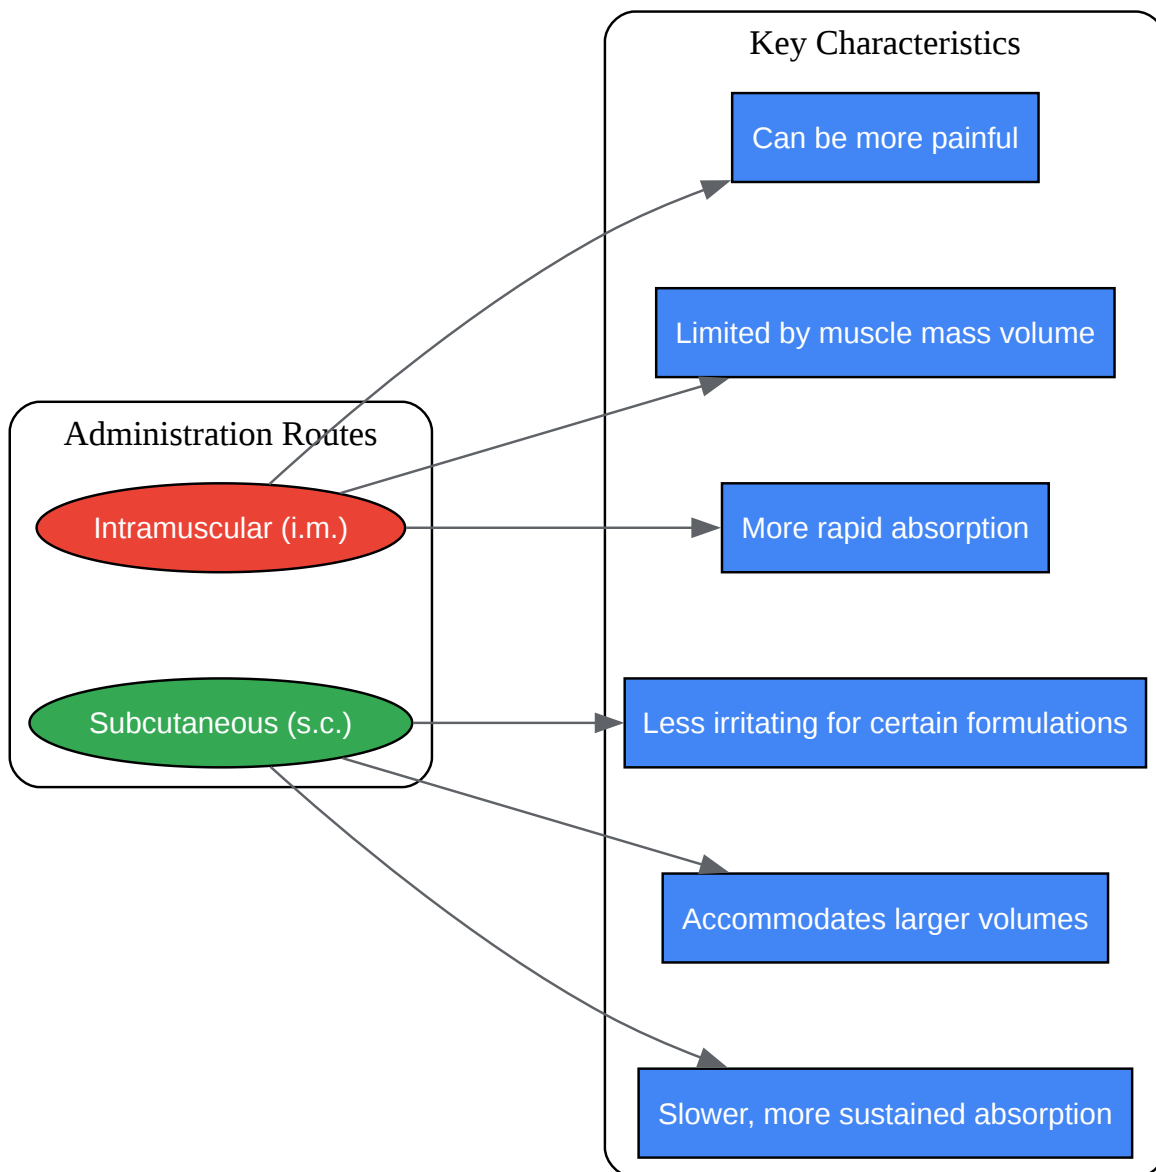 Key Characteristics
Can be more painful
Limited by muscle mass volume
Administration Routes
Intramuscular (i.m.)
More rapid absorption
Subcutaneous (s.c.)
Less irritating for certain formulations
Accommodates larger volumes
Slower, more sustained absorption